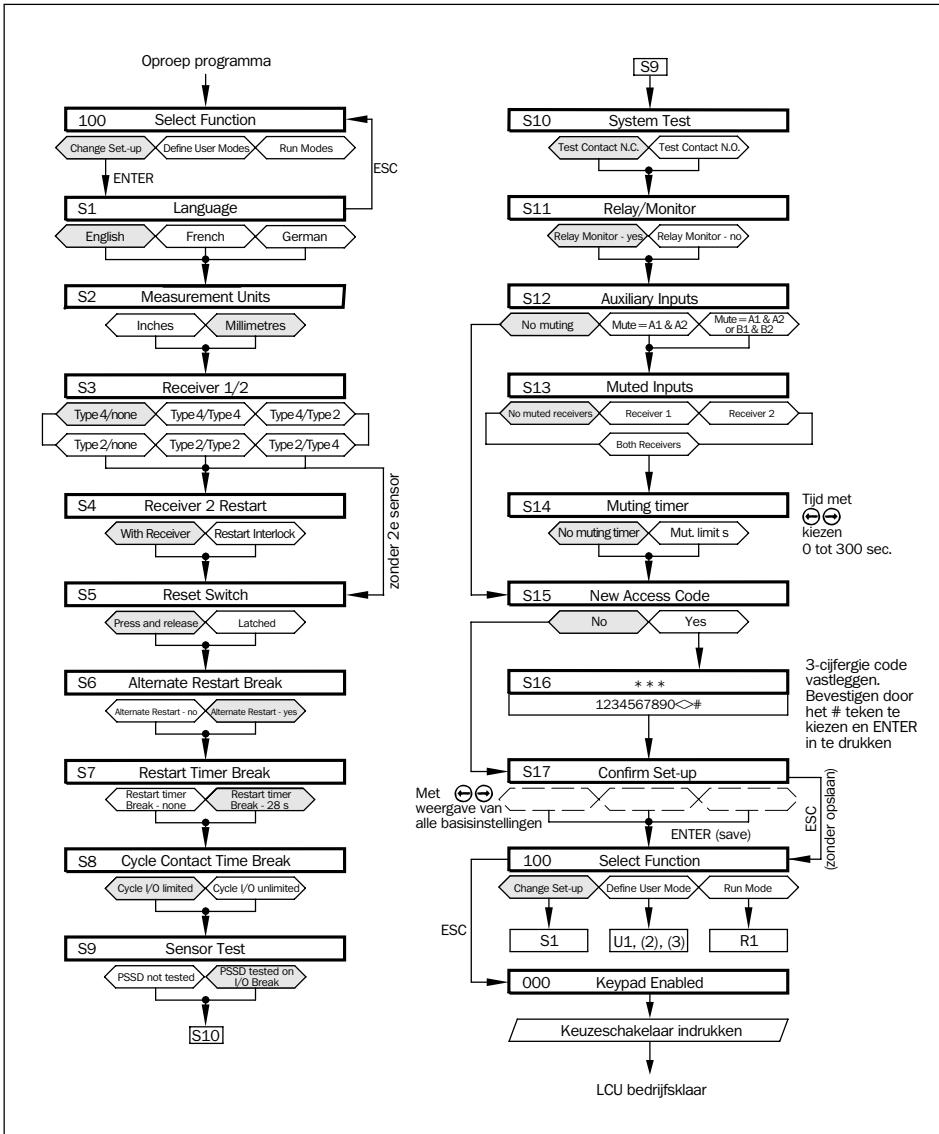 Oproep programma
100 Select Function
Change Set.-up Define User Modes Run Modes
ENTER
ESC
S1 Language
English French German
S2 Measurement Units
Inches Millimetres
S3 Receiver 1/2
Type 4/none Type 4/Type 4 Type 4/Type 2
Type 2/none Type 2/Type 2 Type 2/Type 4
zonder 2 e sensor
S4 Receiver 2 Restart
With Receiver Restart Interlock
S5 Reset Switch
Press and release Latched
S6 Alternate Restart Break
Alternate Restart - no Alternate Restart - yes
S7 Restart Timer Break
Restart timer
Break - none
Restart timer
Break - 28 s
S8 Cycle Contact Time Break
Cycle I/O limited Cycle I/O unlimited
S9 Sensor Test
PSSD not tested
PSSD tested on
I/O Break
S10
S9
S10 System Test
Test Contact N.C. Test Contact N.O.
S11 Relay/Monitor
Relay Monitor - yes Relay Monitor - no
S12 Auxiliary Inputs
No muting Mute = A1 & A2
Mute = A1 & A2
or B1 & B2
S13 Muted Inputs
No muted receivers Receiver 1 Receiver 2
Both Receivers
S14 Muting timer
No muting timer Mut. limit s
Tijd met
kiezen
0 tot 300 sec.
S15 New Access Code
No Yes
S16 * * *
1234567890<>#
3-cijfergie code
vastleggen.
Bevestigen door
het # teken te
kiezen en ENTER
in te drukken
S17 Confirm Set-up
Met
weergave van
alle basisinstellingen
ENTER (save)
ESC
(zonder opslaan)
100 Select Function
Change Set-up Define User Mode Run Mode
ESC
S1 U1, (2), (3) R1
000 Keypad Enabled
Keuzeschakelaar indrukken
LCU bedrijfsklaar